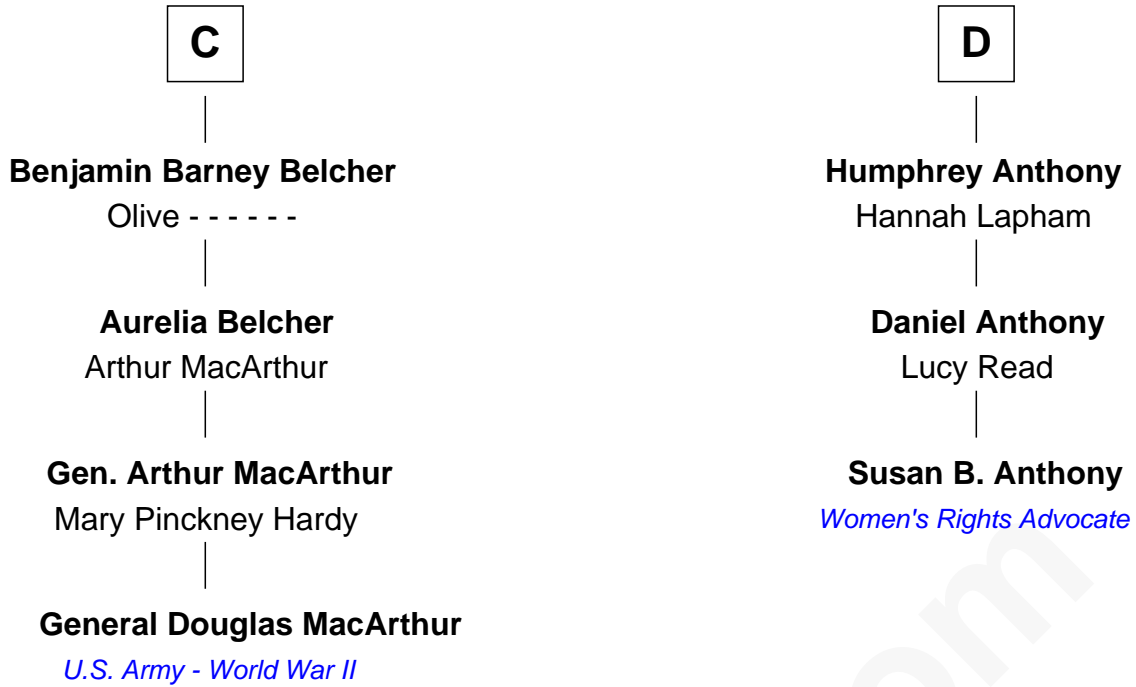 C
Benjamin Barney Belcher
Olive - - - - - -
Aurelia Belcher
Arthur MacArthur
Gen. Arthur MacArthur
Mary Pinckney Hardy
General Douglas MacArthur
U.S. Army - World War II
D
Humphrey Anthony
Hannah Lapham
Daniel Anthony
Lucy Read
Susan B. Anthony
Women's Rights Advocate
om